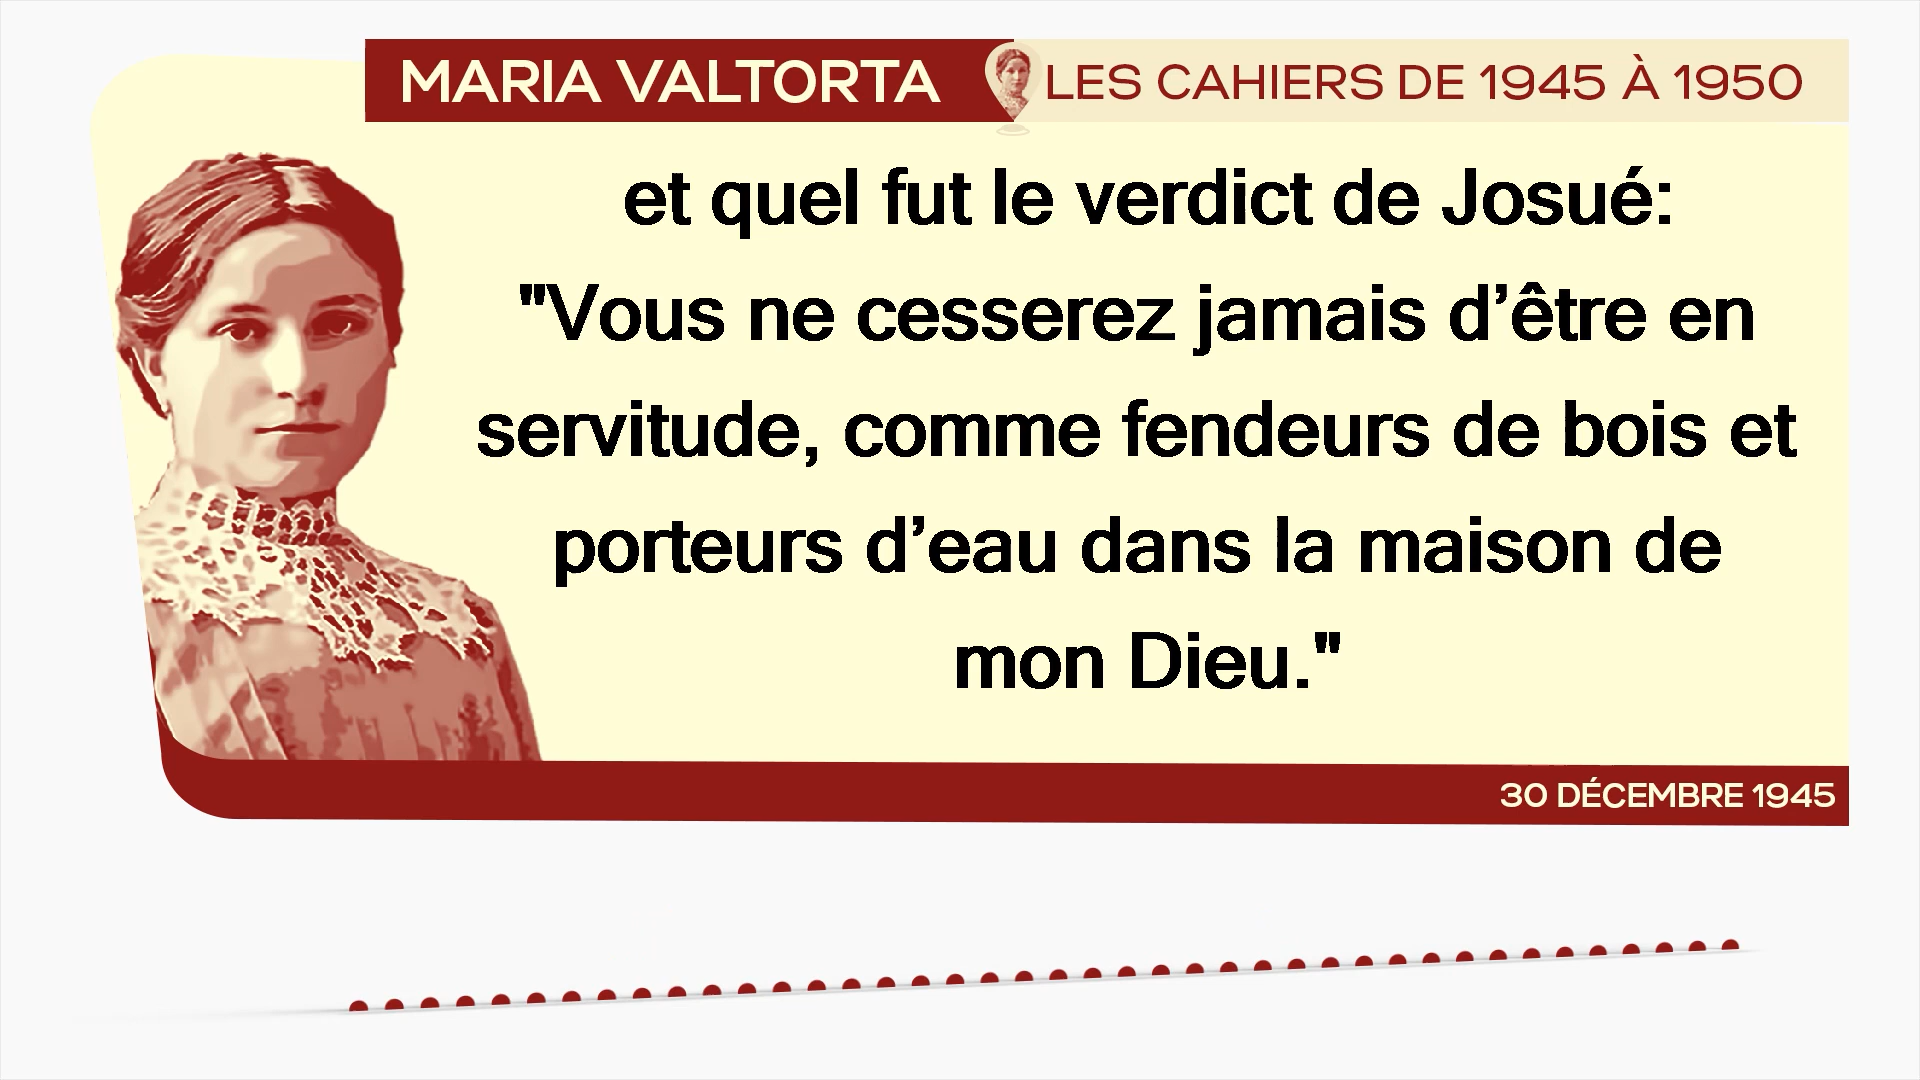 MARIA VALTORTA
LES CAHIERS DE 1945 À 1950
et quel fut le verdict de Josué:
"Vous ne cesserez jamais d’être en
servitude, comme fendeurs de bois et
porteurs d’eau dans la maison de
mon Dieu."
30 DÉCEMBRE 1945